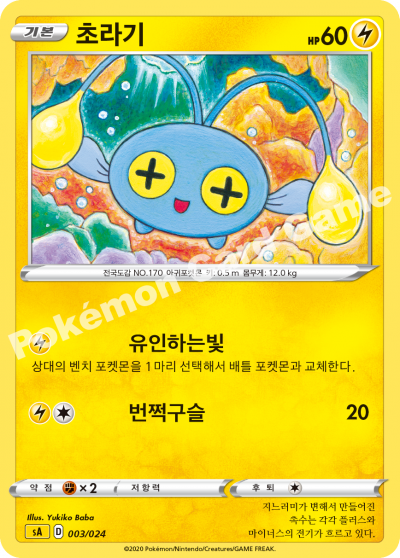 기본 초라기 HP60
전국도감 NO.170 아귀포켓몬 키: 0.5 m 몸무게: 12.0 kg
Pokémon Card Game
유인하는빛
상대의 벤치 포켓몬을 1마리 선택해서 배틀 포켓몬과 교체한다.
번쩍구슬 20
약점 ×2 저항력 후퇴
Illus. Yukiko Baba
sA D 003/024
지느러미가 변해서 만들어진
촉수는 각각 플러스와
마이너스의 전기가 흐르고 있다.
©2020 Pokémon/Nintendo/Creatures/GAME FREAK.